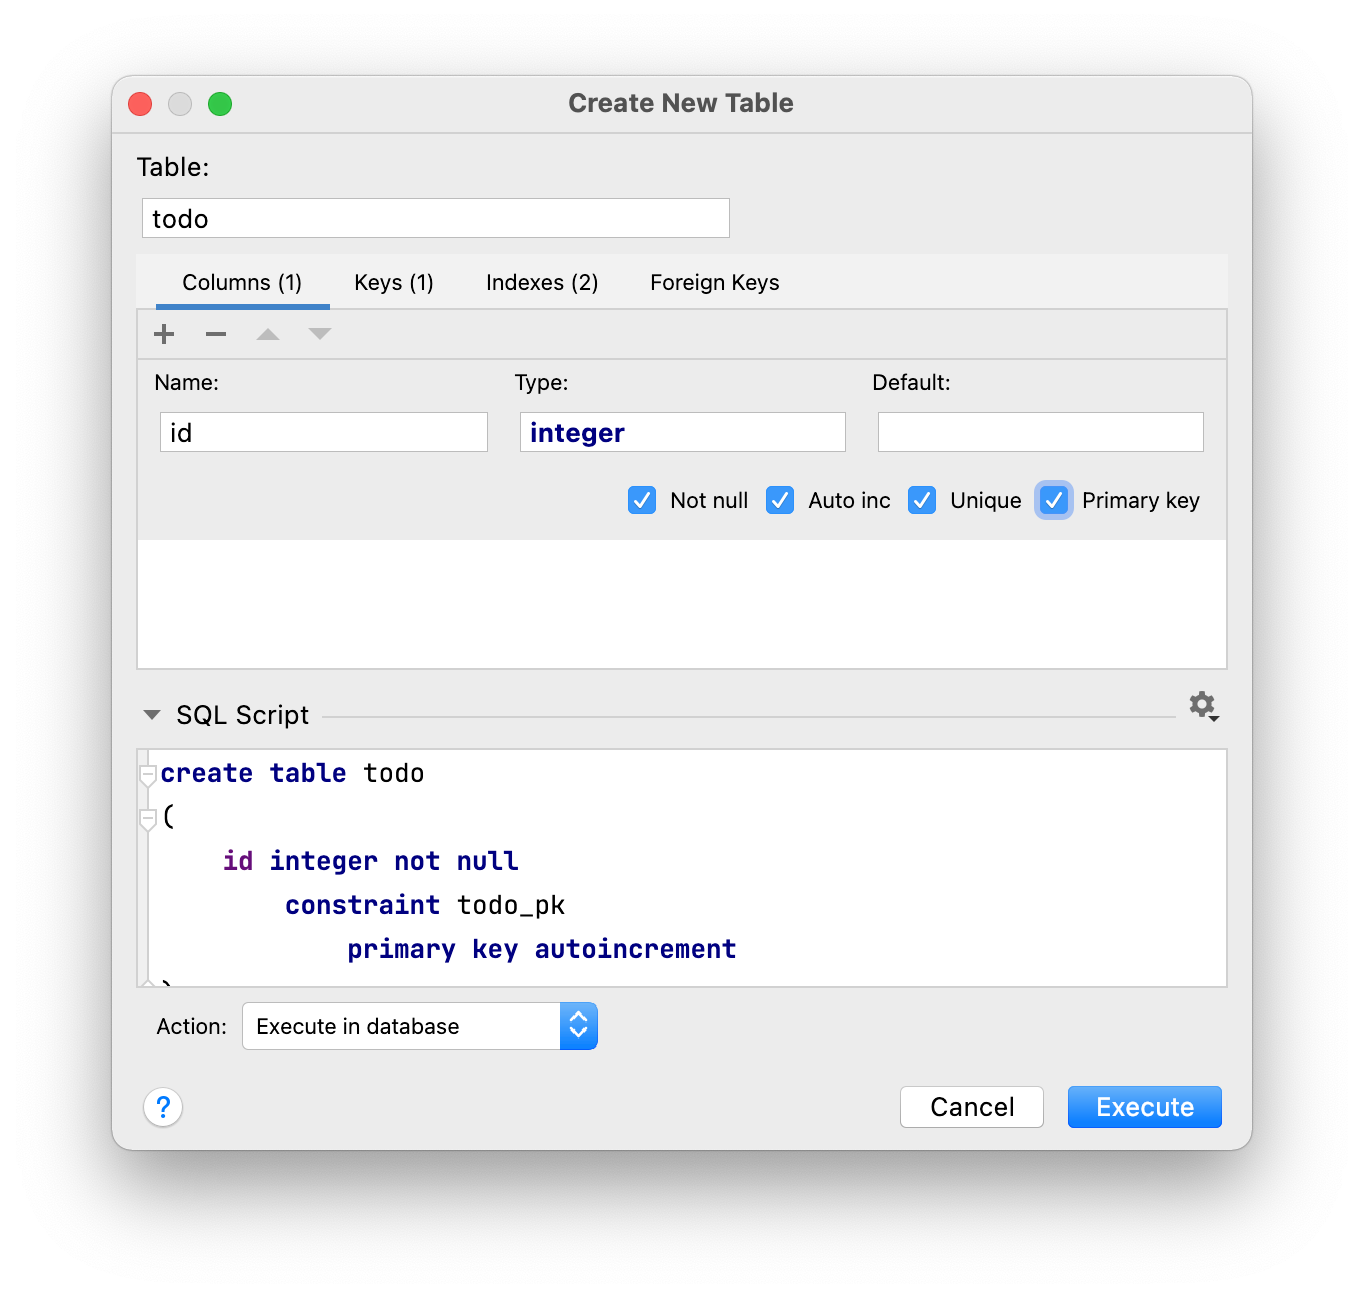 Create New Table
Table:
todo
Columns (1) Keys (1) Indexes (2) Foreign Keys
Name: Type: Default:
id integer
Not null Auto inc Unique Primary key
SQL Script
create table todo
(
id integer not null
constraint todo_pk
primary key autoincrement
)
Action: Execute in database
? Cancel Execute